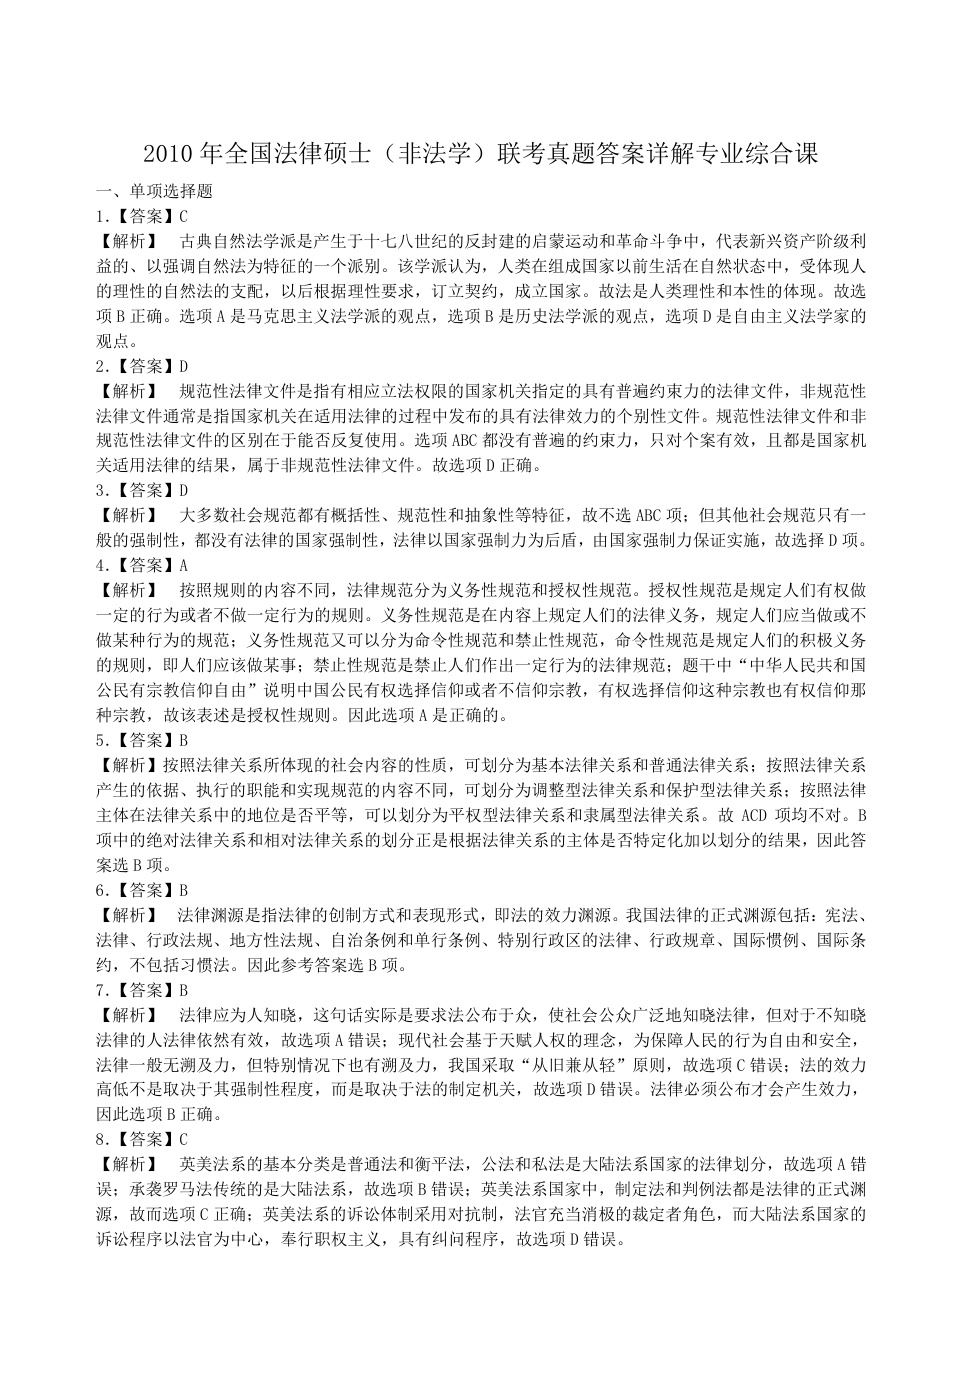 2010 年全国法律硕士（非法学）联考真题答案详解专业综合课
一、单项选择题
1.【答案】C
【解析】　古典自然法学派是产生于十七八世纪的反封建的启蒙运动和革命斗争中，代表新兴资产阶级利
益的、以强调自然法为特征的一个派别。该学派认为，人类在组成国家以前生活在自然状态中，受体现人
的理性的自然法的支配，以后根据理性要求，订立契约，成立国家。故法是人类理性和本性的体现。故选
项 B 正确。选项 A 是马克思主义法学派的观点，选项 B 是历史法学派的观点，选项 D 是自由主义法学家的
观点。
2.【答案】D
【解析】　规范性法律文件是指有相应立法权限的国家机关指定的具有普遍约束力的法律文件，非规范性
法律文件通常是指国家机关在适用法律的过程中发布的具有法律效力的个别性文件。规范性法律文件和非
规范性法律文件的区别在于能否反复使用。选项 ABC 都没有普遍的约束力，只对个案有效，且都是国家机
关适用法律的结果，属于非规范性法律文件。故选项 D 正确。
3.【答案】D
【解析】　大多数社会规范都有概括性、规范性和抽象性等特征，故不选 ABC 项；但其他社会规范只有一
般的强制性，都没有法律的国家强制性，法律以国家强制力为后盾，由国家强制力保证实施，故选择 D 项。
4.【答案】A
【解析】　按照规则的内容不同，法律规范分为义务性规范和授权性规范。授权性规范是规定人们有权做
一定的行为或者不做一定行为的规则。义务性规范是在内容上规定人们的法律义务，规定人们应当做或不
做某种行为的规范；义务性规范又可以分为命令性规范和禁止性规范，命令性规范是规定人们的积极义务
的规则，即人们应该做某事；禁止性规范是禁止人们作出一定行为的法律规范；题干中“中华人民共和国
公民有宗教信仰自由”说明中国公民有权选择信仰或者不信仰宗教，有权选择信仰这种宗教也有权信仰那
种宗教，故该表述是授权性规则。因此选项 A 是正确的。
5.【答案】B
【解析】按照法律关系所体现的社会内容的性质，可划分为基本法律关系和普通法律关系；按照法律关系
产生的依据、执行的职能和实现规范的内容不同，可划分为调整型法律关系和保护型法律关系；按照法律
主体在法律关系中的地位是否平等，可以划分为平权型法律关系和隶属型法律关系。故 ACD 项均不对。B
项中的绝对法律关系和相对法律关系的划分正是根据法律关系的主体是否特定化加以划分的结果，因此答
案选 B 项。
6.【答案】B
【解析】　法律渊源是指法律的创制方式和表现形式，即法的效力渊源。我国法律的正式渊源包括：宪法、
法律、行政法规、地方性法规、自治条例和单行条例、特别行政区的法律、行政规章、国际惯例、国际条
约，不包括习惯法。因此参考答案选 B 项。
7.【答案】B
【解析】　法律应为人知晓，这句话实际是要求法公布于众，使社会公众广泛地知晓法律，但对于不知晓
法律的人法律依然有效，故选项 A 错误；现代社会基于天赋人权的理念，为保障人民的行为自由和安全，
法律一般无溯及力，但特别情况下也有溯及力，我国采取“从旧兼从轻”原则，故选项 C 错误；法的效力
高低不是取决于其强制性程度，而是取决于法的制定机关，故选项 D 错误。法律必须公布才会产生效力，
因此选项 B 正确。
8.【答案】C
【解析】　英美法系的基本分类是普通法和衡平法，公法和私法是大陆法系国家的法律划分，故选项 A 错
误；承袭罗马法传统的是大陆法系，故选项 B 错误；英美法系国家中，制定法和判例法都是法律的正式渊
源，故而选项 C 正确；英美法系的诉讼体制采用对抗制，法官充当消极的裁定者角色，而大陆法系国家的
诉讼程序以法官为中心，奉行职权主义，具有纠问程序，故选项 D 错误。